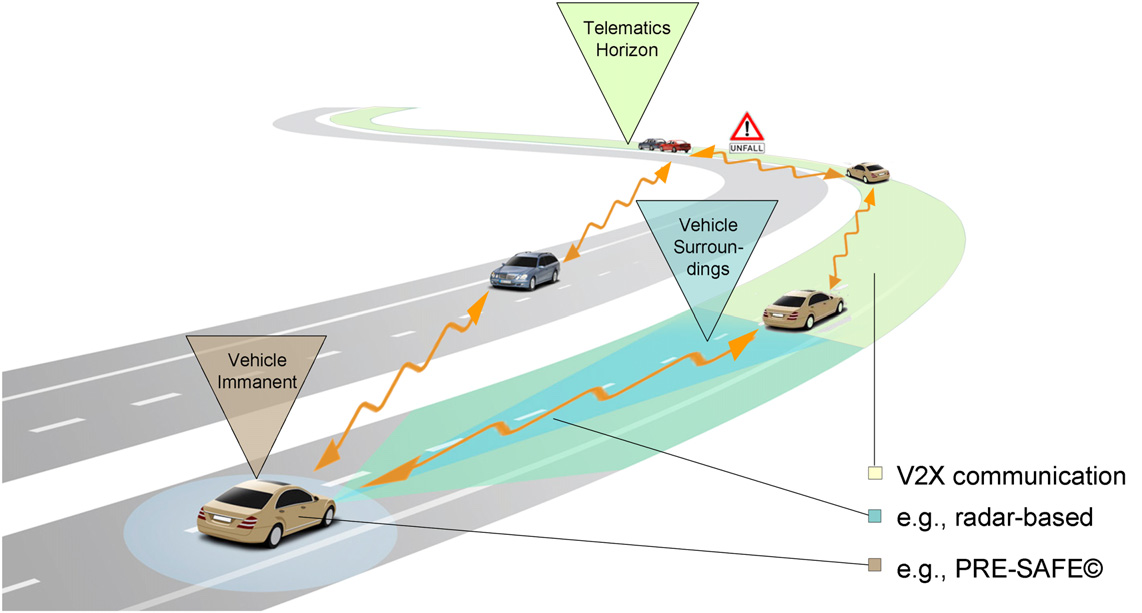 Telematics
Horizon
UNFALL
Vehicle
Surroun-
dings
Vehicle
Immanent
V2X communication
e.g., radar-based
e.g., PRE-SAFE©